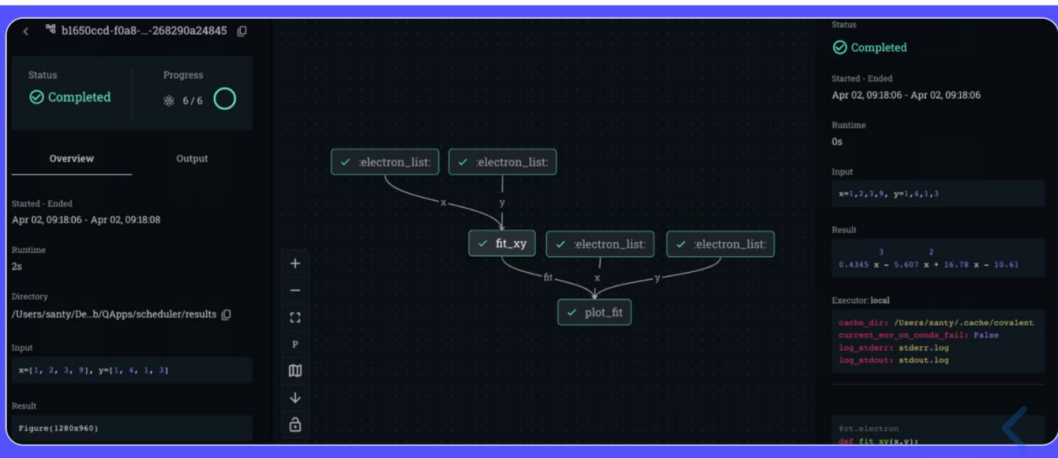 b1650ccd-f0a8-...-268290a24845
Status
Completed
Progress
6 / 6
Overview
Output
Started - Ended
Apr 02, 09:18:06 - Apr 02, 09:18:08
Runtime
2s
Directory
/Users/santy/De...b/QApps/scheduler/results
Input
x=[1, 2, 3, 9], y=[1, 4, 1, 3]
Result
Figure(1280x960)
:electron_list:
:electron_list:
x
y
fit_xy
:electron_list:
:electron_list:
fit
x
y
plot_fit
P
Status
Completed
Started - Ended
Apr 02, 09:18:06 - Apr 02, 09:18:06
Runtime
0s
Input
x=1,2,3,9, y=1,4,1,3
Result
3 2
0.4345 x - 5.607 x + 16.78 x - 10.61
Executor: local
cache_dir: /Users/santy/.cache/covalent
current_env_on_conda_fail: False
log_stderr: stderr.log
log_stdout: stdout.log
@ct.electron
def fit_xy(x,y):